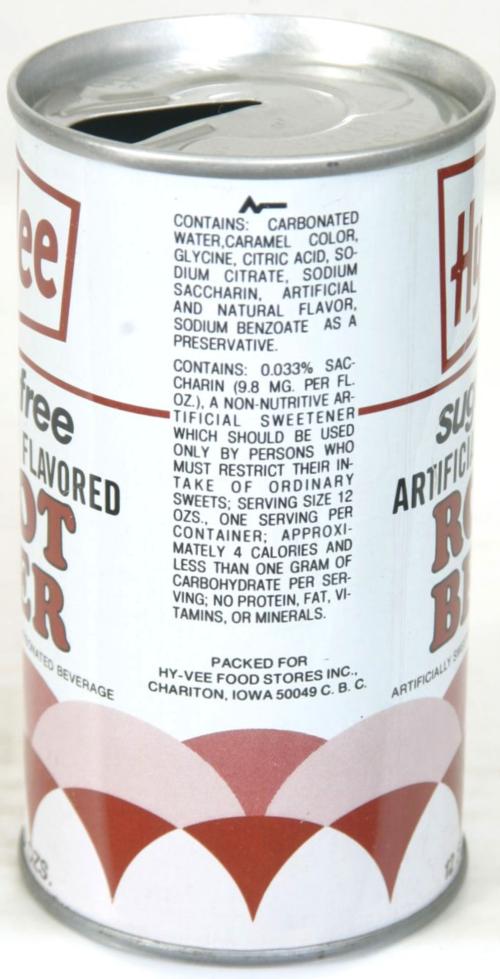 CONTAINS: CARBONATED
WATER,CARAMEL COLOR,
GLYCINE, CITRIC ACID, SO-
DIUM CITRATE, SODIUM
SACCHARIN, ARTIFICIAL
AND NATURAL FLAVOR,
SODIUM BENZOATE AS A
PRESERVATIVE.
CONTAINS: 0.033% SAC-
CHARIN (9.8 MG. PER FL.
OZ.), A NON-NUTRITIVE AR-
TIFICIAL SWEETENER
WHICH SHOULD BE USED
ONLY BY PERSONS WHO
MUST RESTRICT THEIR IN-
TAKE OF ORDINARY
SWEETS; SERVING SIZE 12
OZS., ONE SERVING PER
CONTAINER; APPROXI-
MATELY 4 CALORIES AND
LESS THAN ONE GRAM OF
CARBOHYDRATE PER SER-
VING; NO PROTEIN, FAT, VI-
TAMINS, OR MINERALS.
PACKED FOR
HY-VEE FOOD STORES INC.,
CHARITON, IOWA 50049 C. B. C.
ee
free
FLAVORED
OT
ER
BEVERAGE
OZS.
Hy
sug
ARTIFICI
RO
BE
ARTIFICIALLY
12